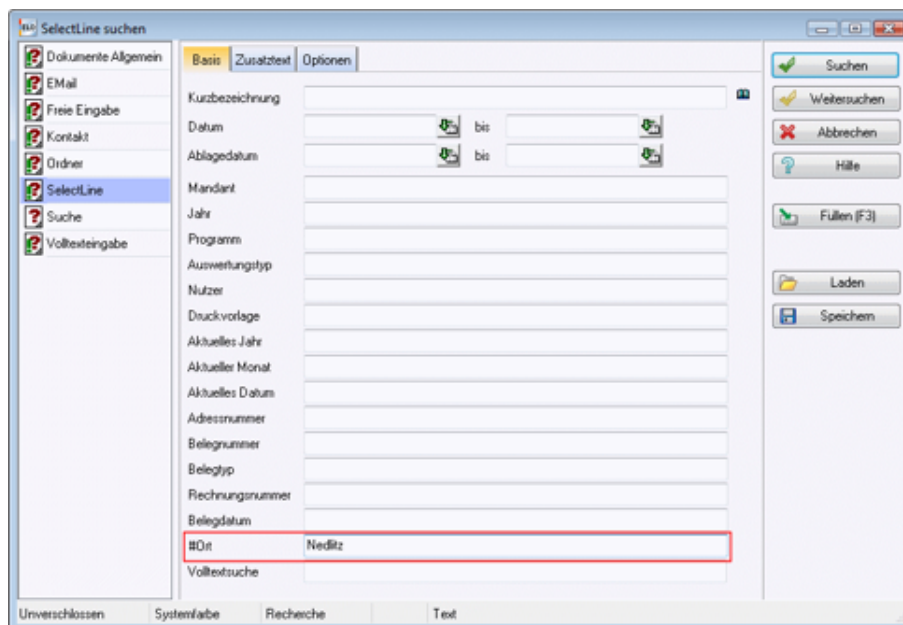 ELO SelectLine suchen
Dokumente Allgemein
EMail
Freie Eingabe
Kontakt
Ordner
SelectLine
Suche
Volltexteingabe
Basis Zusatztext Optionen
Kurzbezeichnung
Datum bis
Ablagedatum bis
Mandant
Jahr
Programm
Auswertungstyp
Nutzer
Druckvorlage
Aktuelles Jahr
Aktueller Monat
Aktuelles Datum
Adressnummer
Belegnummer
Belegtyp
Rechnungsnummer
Belegdatum
#Ort Nedlitz
Volltextsuche
Suchen
Weitersuchen
Abbrechen
Hilfe
Füllen (F3)
Laden
Speichern
Unverschlossen Systemfarbe Recherche Text